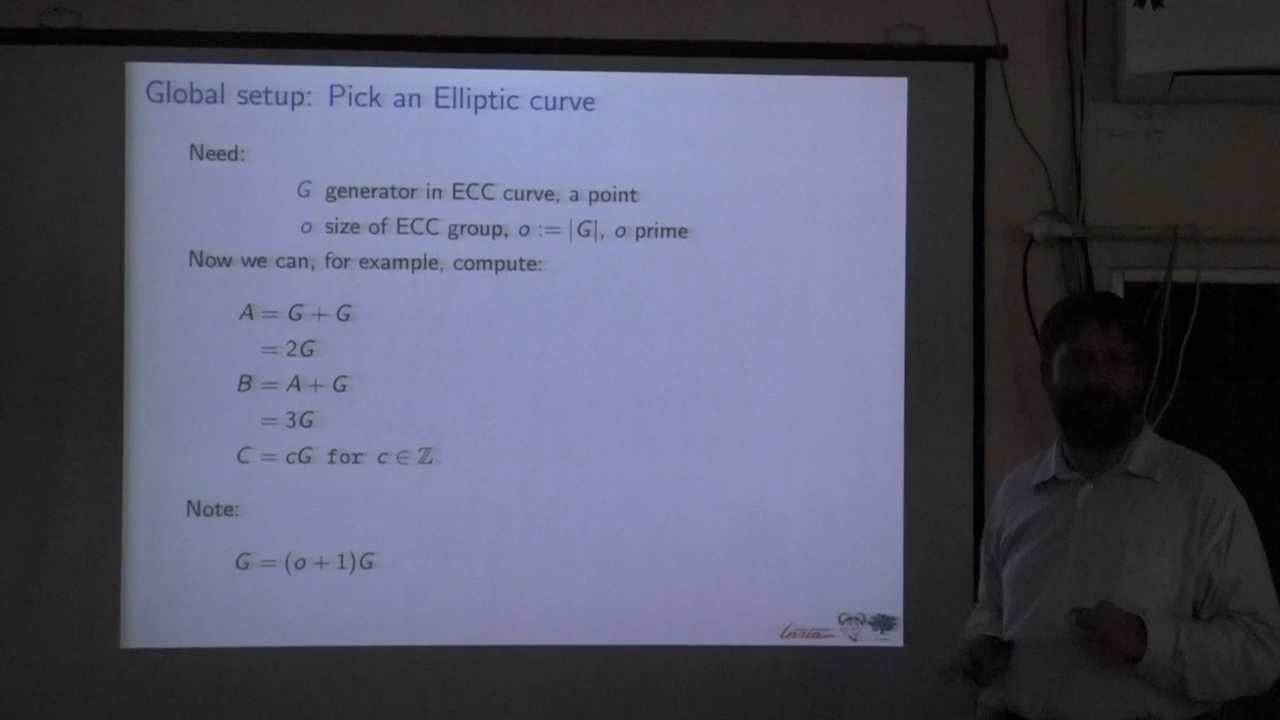 Global setup: Pick an Elliptic curve
Need:
G generator in ECC curve, a point
o size of ECC group, o := |G|, o prime
Now we can, for example, compute:
A = G + G
= 2G
B = A + G
= 3G
C = cG for c ∈ ℤ
Note:
G = (o + 1)G
Inria